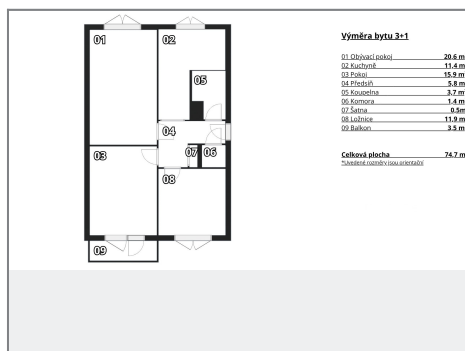 01
02
05
04
03
07
06
08
09
Výměra bytu 3+1
01 Obývací pokoj 20.6 m
02 Kuchyně 11.4 m
03 Pokoj 15.9 m
04 Předsíň 5.8 m
05 Koupelna 3.7 m
06 Komora 1.4 m
07 Šatna 0.5m
08 Ložnice 11.9 m
09 Balkon 3.5 m
Celková plocha 74.7 m
*Uvedené rozměry jsou orientační